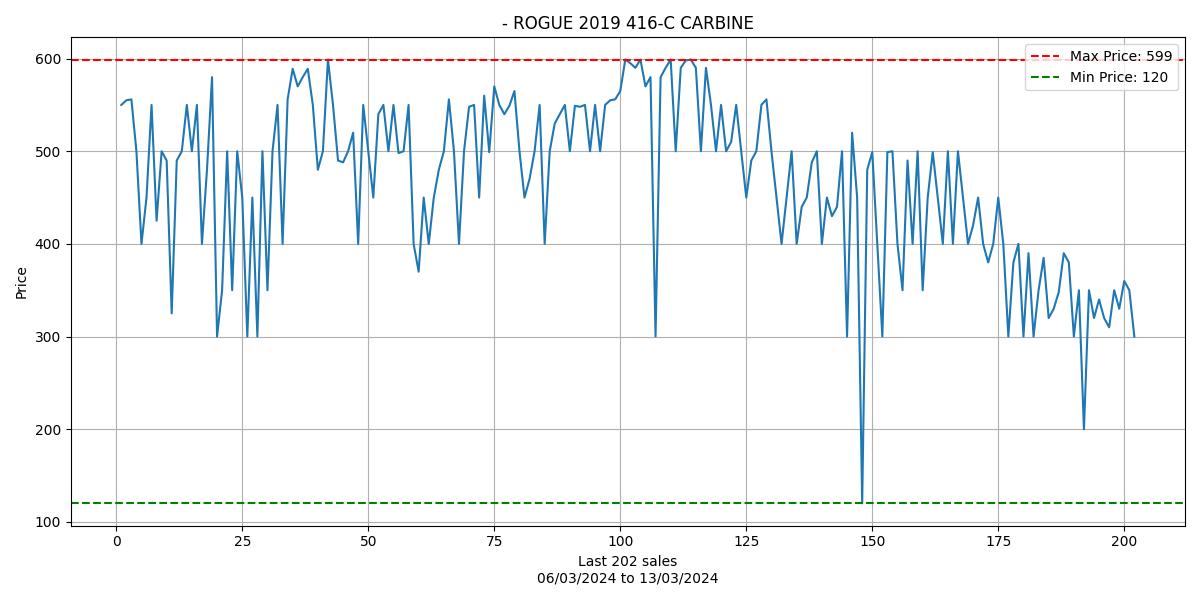 - ROGUE 2019 416-C CARBINE
Max Price: 599
Min Price: 120
Price
600
500
400
300
200
100
0 25 50 75 100 125 150 175 200
Last 202 sales
06/03/2024 to 13/03/2024